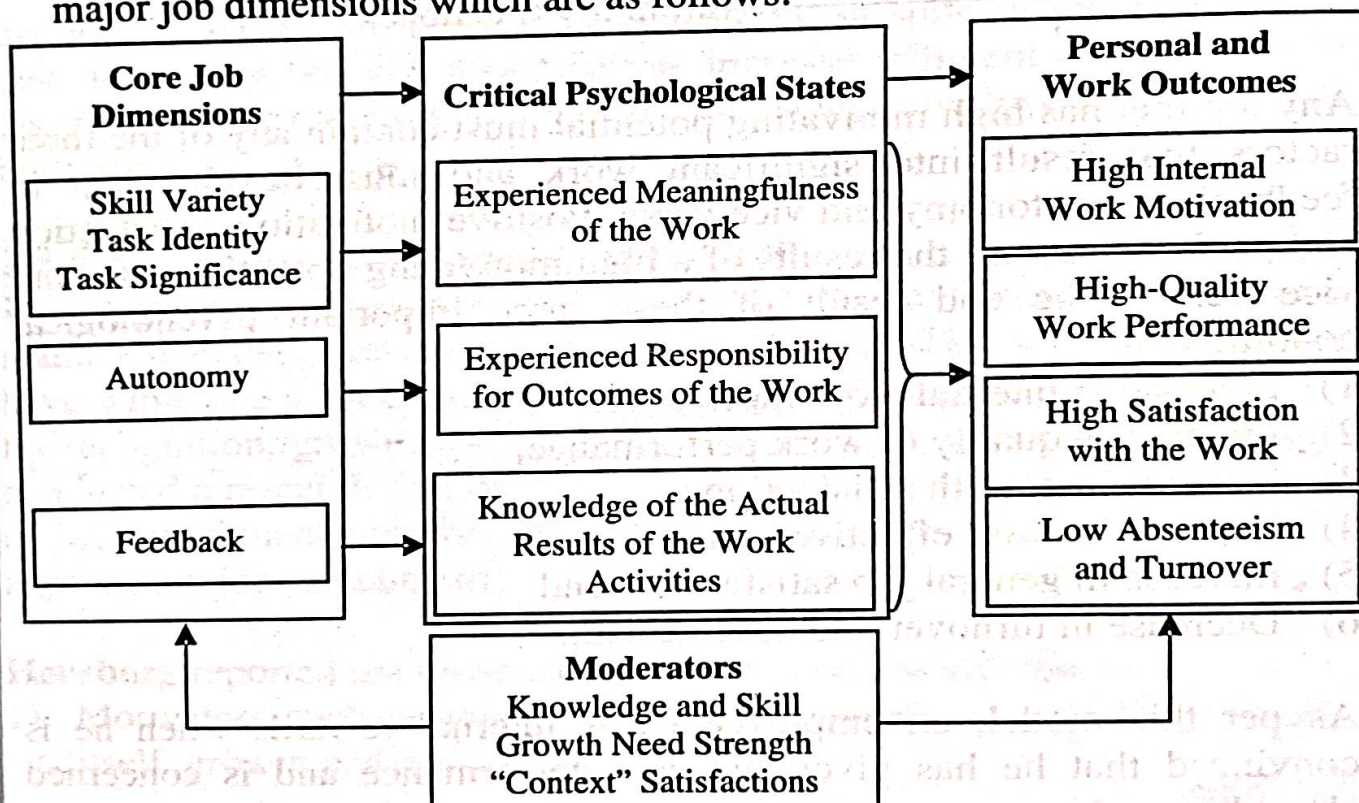 major job dimensions which are as follows:
Core Job
Dimensions
Skill Variety
Task Identity
Task Significance
Autonomy
Feedback
Critical Psychological States
Experienced Meaningfulness
of the Work
Experienced Responsibility
for Outcomes of the Work
Knowledge of the Actual
Results of the Work
Activities
Personal and
Work Outcomes
High Internal
Work Motivation
High-Quality
Work Performance
High Satisfaction
with the Work
Low Absenteeism
and Turnover
Moderators
Knowledge and Skill
Growth Need Strength
“Context” Satisfactions